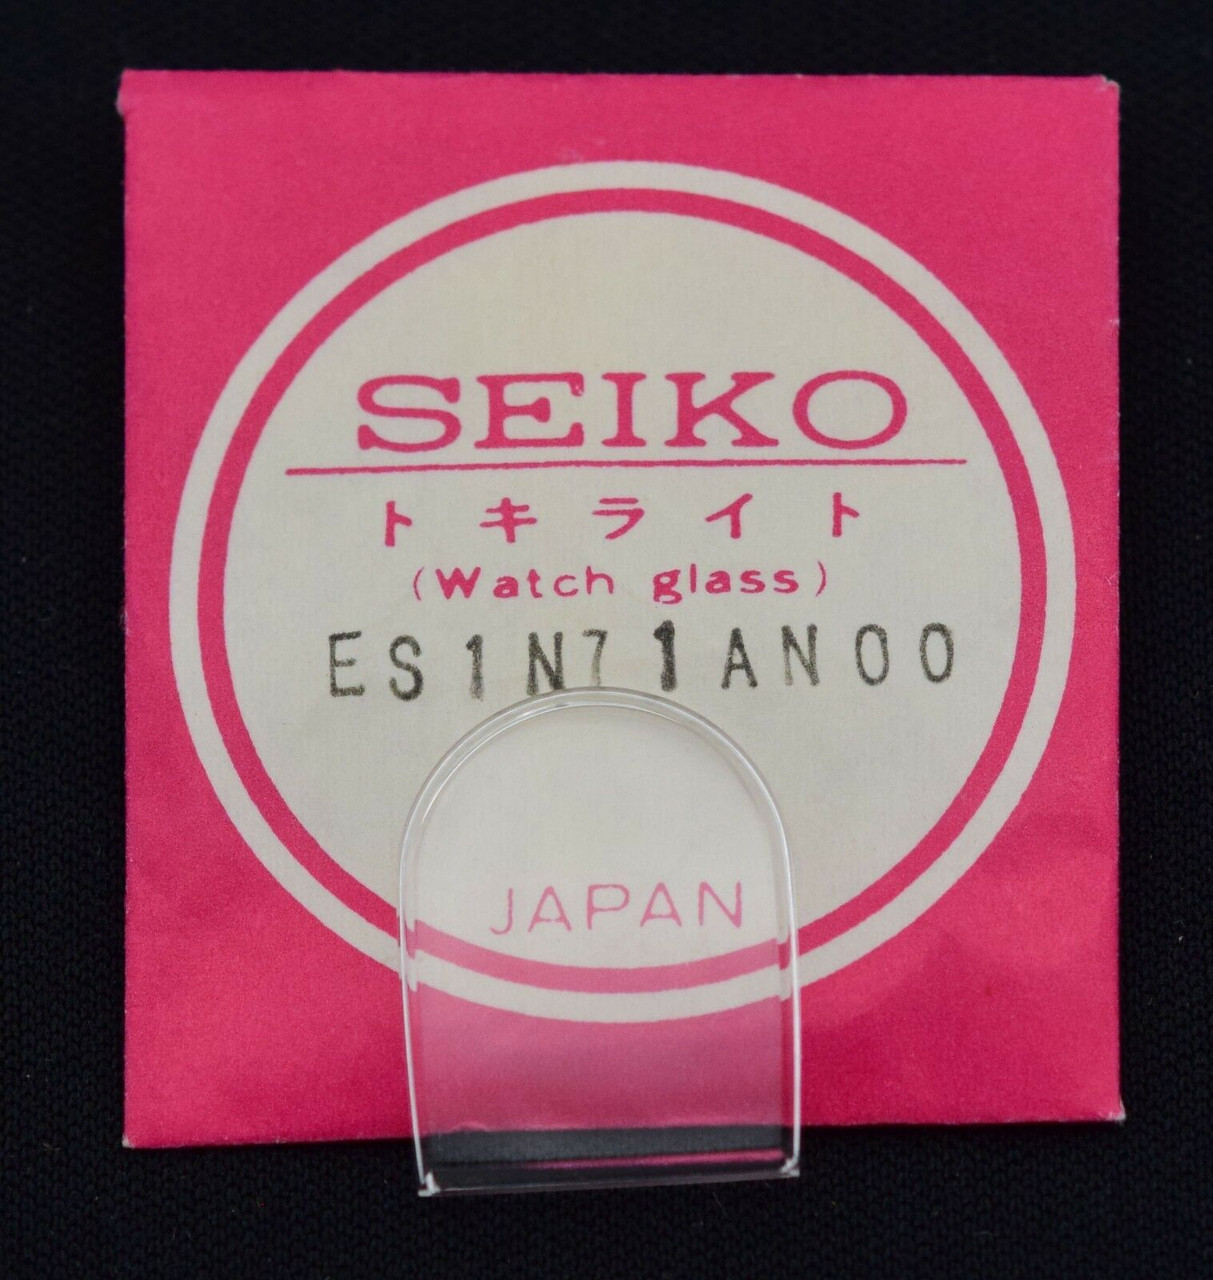 SEIKO
トキライト
(Watch glass)
ES1N71AN00
JAPAN